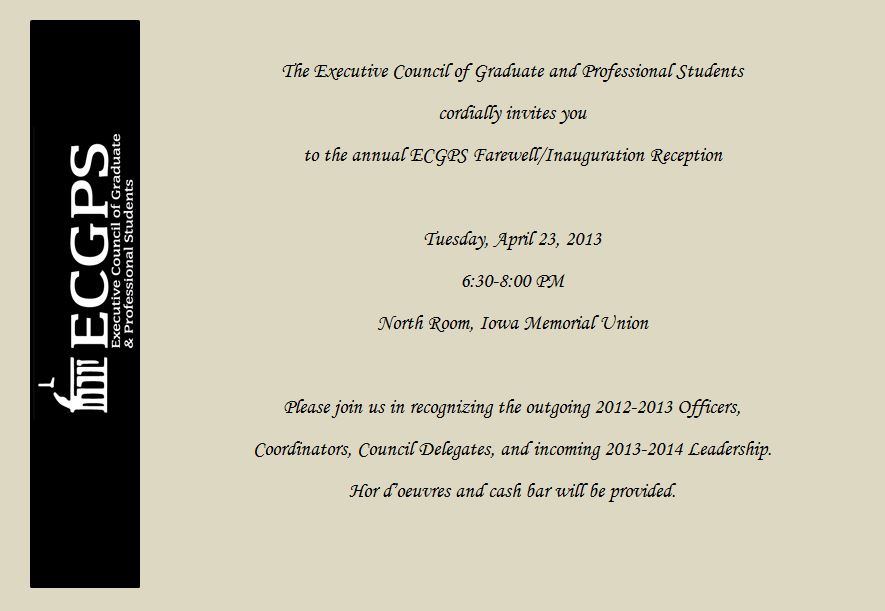 ECGPS
Executive Council of Graduate
& Professional Students
The Executive Council of Graduate and Professional Students
cordially invites you
to the annual ECGPS Farewell/Inauguration Reception
Tuesday, April 23, 2013
6:30-8:00 PM
North Room, Iowa Memorial Union
Please join us in recognizing the outgoing 2012-2013 Officers,
Coordinators, Council Delegates, and incoming 2013-2014 Leadership.
Hor d'oeuvres and cash bar will be provided.